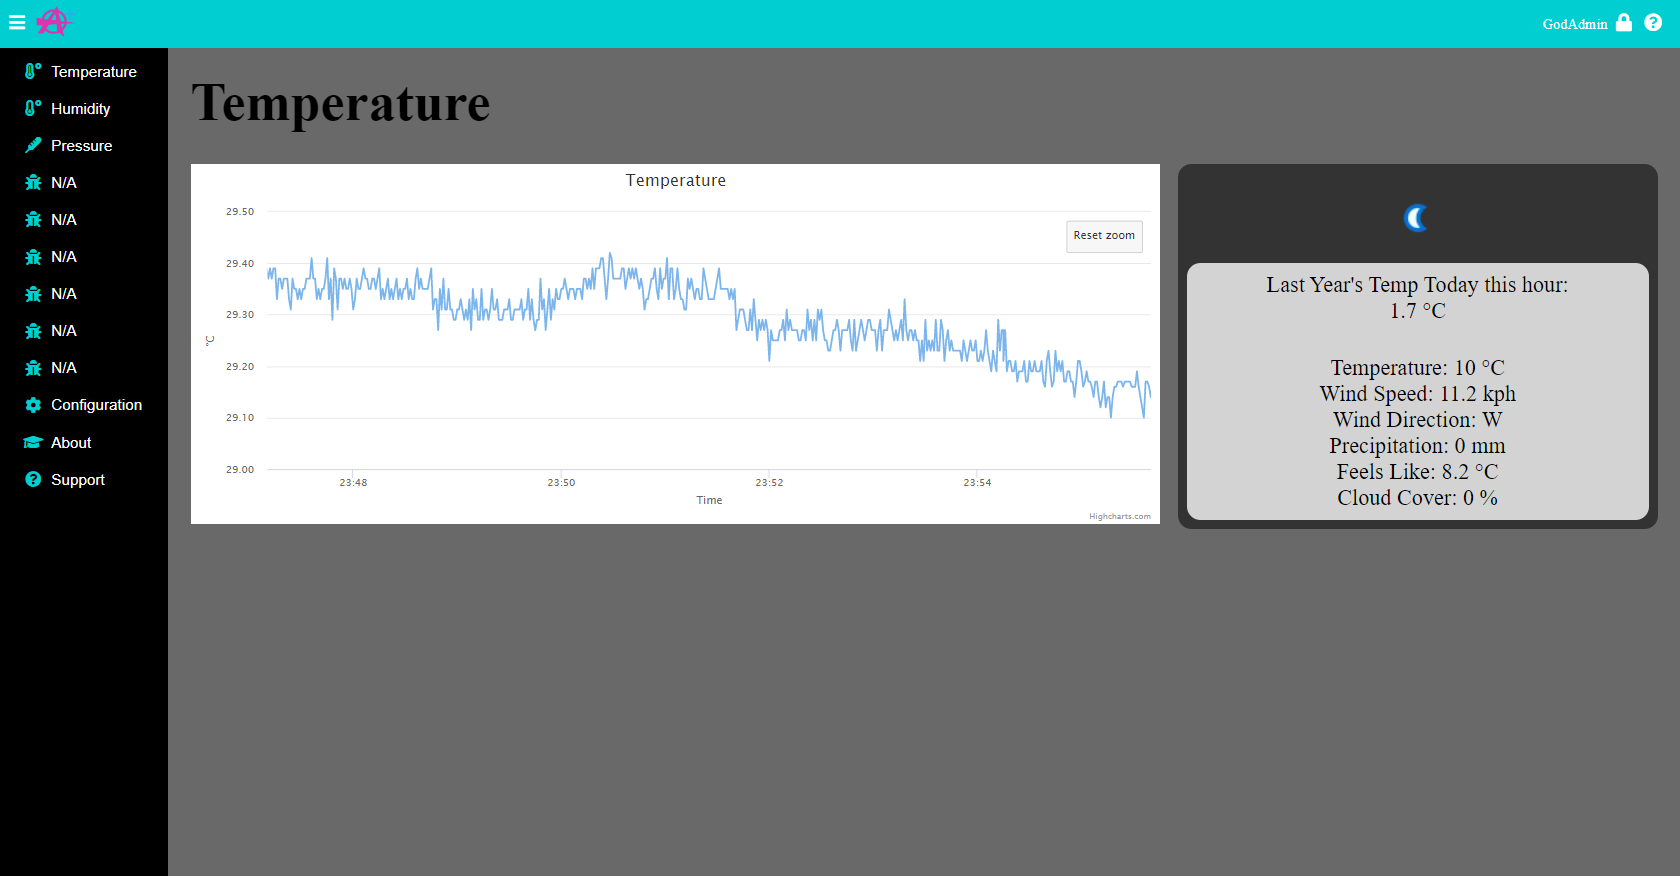 GodAdmin
Temperature
Humidity
Pressure
N/A
N/A
N/A
N/A
N/A
N/A
Configuration
About
Support
Temperature
Temperature
Reset zoom
°C
29.50
29.40
29.30
29.20
29.10
29.00
23:48 23:50 23:52 23:54
Time
Highcharts.com
Last Year's Temp Today this hour:
1.7 °C
Temperature: 10 °C
Wind Speed: 11.2 kph
Wind Direction: W
Precipitation: 0 mm
Feels Like: 8.2 °C
Cloud Cover: 0 %